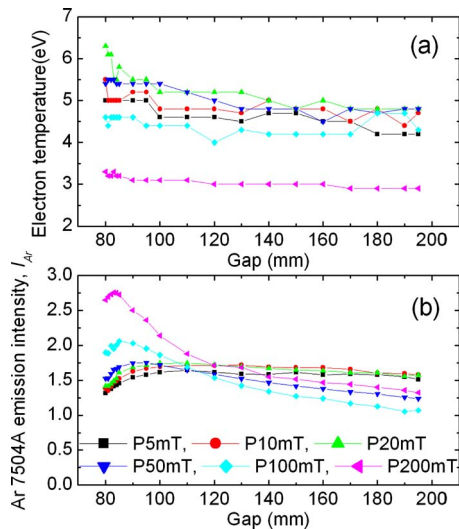 7
6
5
4
3
2
Electron temperature(eV)
(a)
80 100 120 140 160 180 200
Gap (mm)
3.0
2.5
2.0
1.5
1.0
0.5
0.0
Ar 7504A emission intensity, I_Ar
(b)
P5mT, P10mT, P20mT
P50mT, P100mT, P200mT
80 100 120 140 160 180 200
Gap (mm)